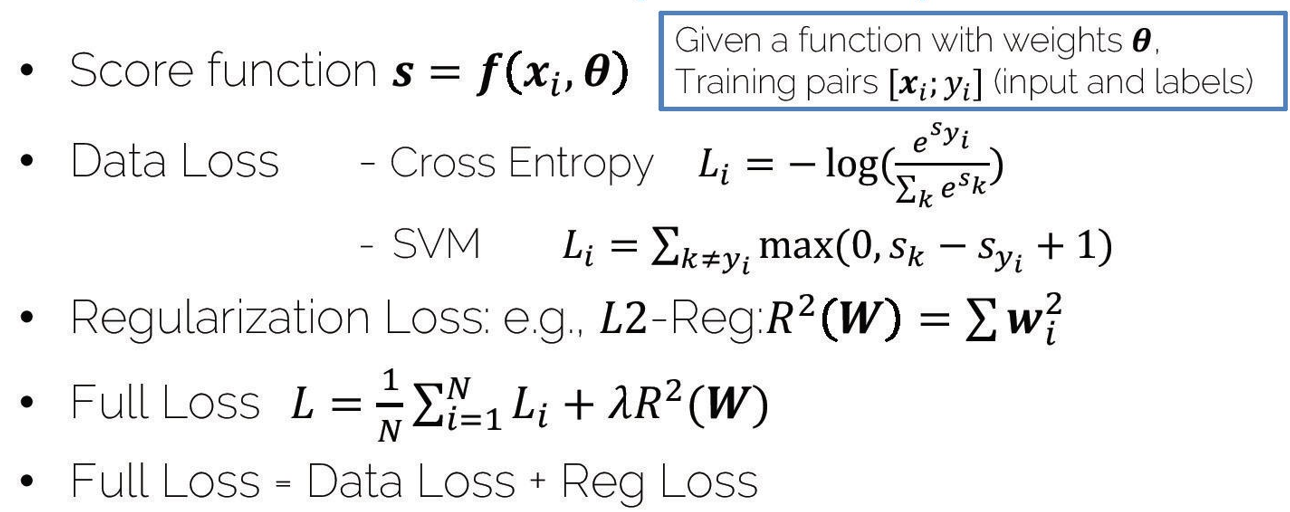 • Score function s = f(xᵢ, θ)
Given a function with weights θ,
Training pairs [xᵢ; yᵢ] (input and labels)
• Data Loss - Cross Entropy Lᵢ = − log(e^{s_{yᵢ}} / ∑ₖ e^{sₖ})
- SVM Lᵢ = ∑_{k≠yᵢ} max(0, sₖ − s_{yᵢ} + 1)
• Regularization Loss: e.g., L2-Reg: R²(W) = ∑ wᵢ²
• Full Loss L = 1/N ∑ᵢ₌₁ᴺ Lᵢ + λR²(W)
• Full Loss = Data Loss + Reg Loss